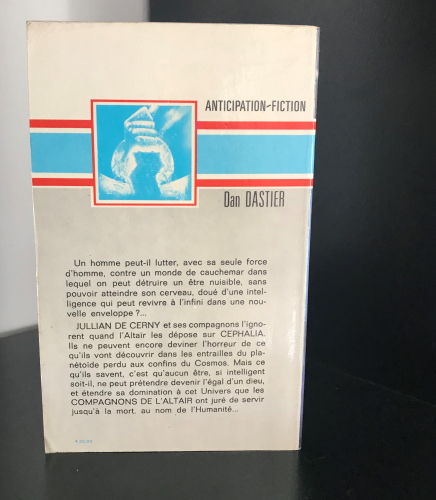 ANTICIPATION-FICTION
Dan DASTIER
Un homme peut-il lutter, avec sa seule force
d'homme, contre un monde de cauchemar dans
lequel on peut détruire un être nuisible, sans
pouvoir atteindre son cerveau, doué d'une intel-
ligence qui peut revivre à l'infini dans une nou-
velle enveloppe ?...
JULLIAN DE CERNY et ses compagnons l'igno-
rent quand l'Altaïr les dépose sur CEPHALIA.
Ils ne peuvent encore deviner l'horreur de ce
qu'ils vont découvrir dans les entrailles du pla-
nétoïde perdu aux confins du Cosmos. Mais ce
qu'ils savent, c'est qu'aucun être, si intelligent
soit-il, ne peut prétendre devenir l'égal d'un dieu,
et étendre sa domination à cet Univers que les
COMPAGNONS DE L'ALTAIR ont juré de servir
jusqu'à la mort. au nom de l'Humanité...